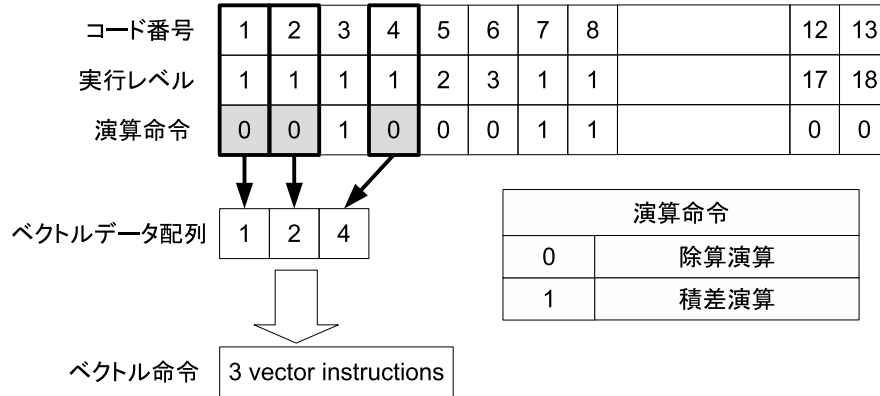 コード番号 1 2 3 4 5 6 7 8 12 13
実行レベル 1 1 1 1 2 3 1 1 17 18
演算命令 0 0 1 0 0 0 1 1 0 0
ベクトルデータ配列 1 2 4
演算命令
0 除算演算
1 積差演算
ベクトル命令 3 vector instructions